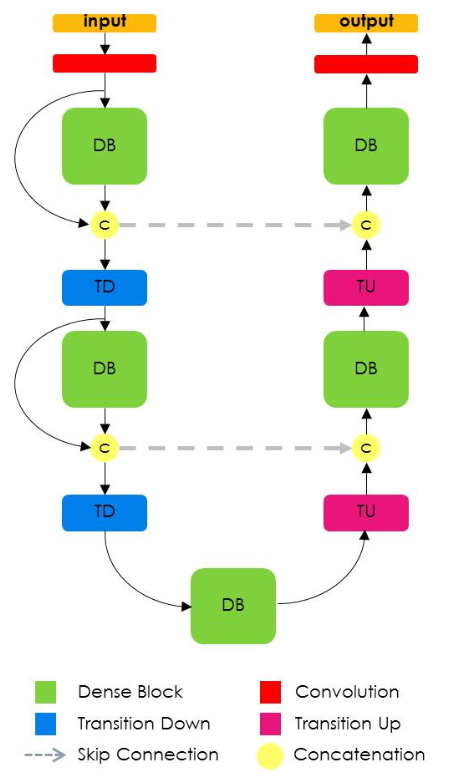 input
output
DB
DB
C
C
TD
TU
DB
DB
C
C
TD
TU
DB
Dense Block
Convolution
Transition Down
Transition Up
Skip Connection
Concatenation